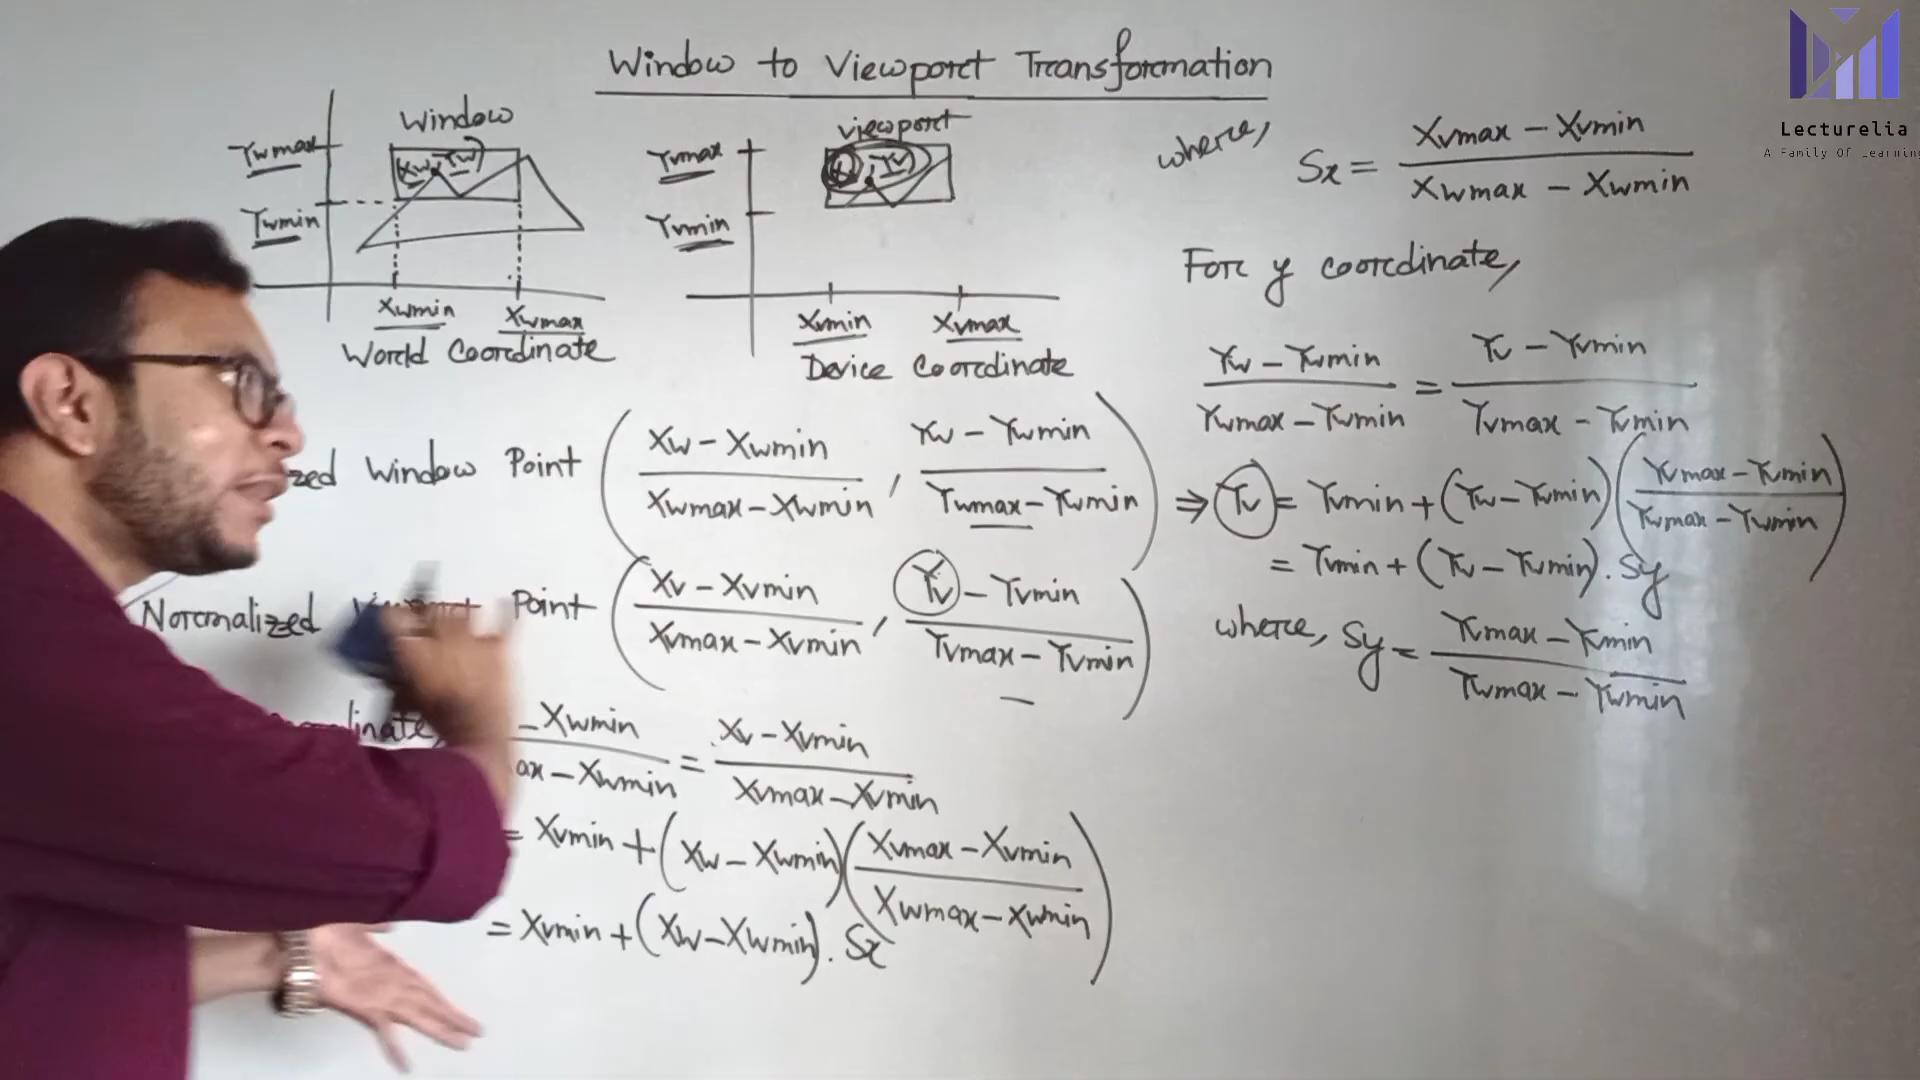 Window to Viewport Transformation
Lecturelia
A Family Of Learning
Window
Ywmax
Ywmin
(Xw, Yw)
Xwmin
Xwmax
World Coordinate
viewport
Yvmax
Yvmin
Xvmin
Xvmax
Device Coordinate
zed Window Point ( Xw - Xwmin / Xwmax - Xwmin , Yw - Ywmin / Ywmax - Ywmin )
Normalized Point ( Xv - Xvmin / Xvmax - Xvmin , Yv - Yvmin / Yvmax - Yvmin )
dinate, - Xwmin / ax - Xwmin = Xv - Xvmin / Xvmax - Xvmin
= Xvmin + (Xw - Xwmin) ( Xvmax - Xvmin / Xwmax - Xwmin )
= Xvmin + (Xw - Xwmin) . Sx
where, Sx = Xvmax - Xvmin / Xwmax - Xwmin
For y coordinate,
Yw - Ywmin / Ywmax - Ywmin = Yv - Yvmin / Yvmax - Yvmin
⇒ Yv = Yvmin + (Yw - Ywmin) ( Yvmax - Yvmin / Ywmax - Ywmin )
= Yvmin + (Yv - Ywmin) . Sy
where, Sy = Yvmax - Yvmin / Ywmax - Ywmin